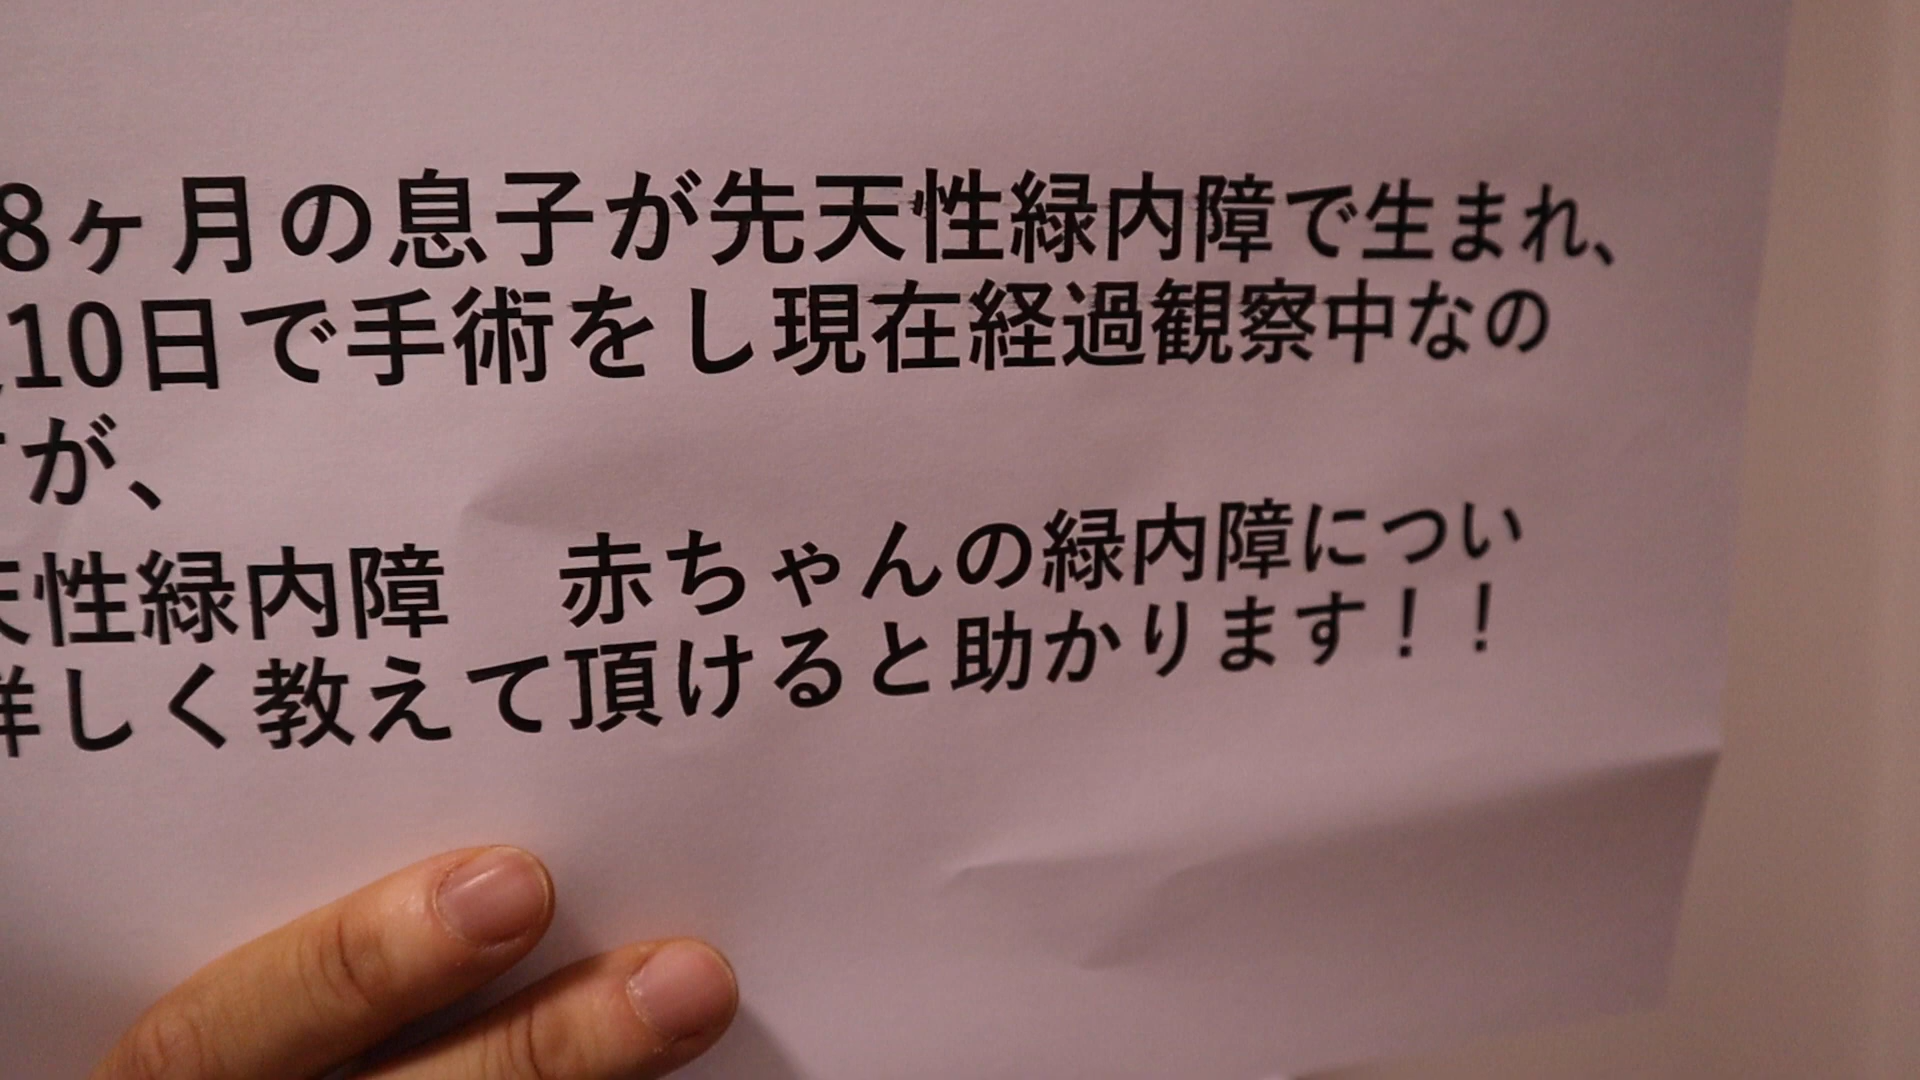 8ヶ月の息子が先天性緑内障で生まれ、
10日で手術をし現在経過観察中なの
が、
天性緑内障　赤ちゃんの緑内障につい
詳しく教えて頂けると助かります！！